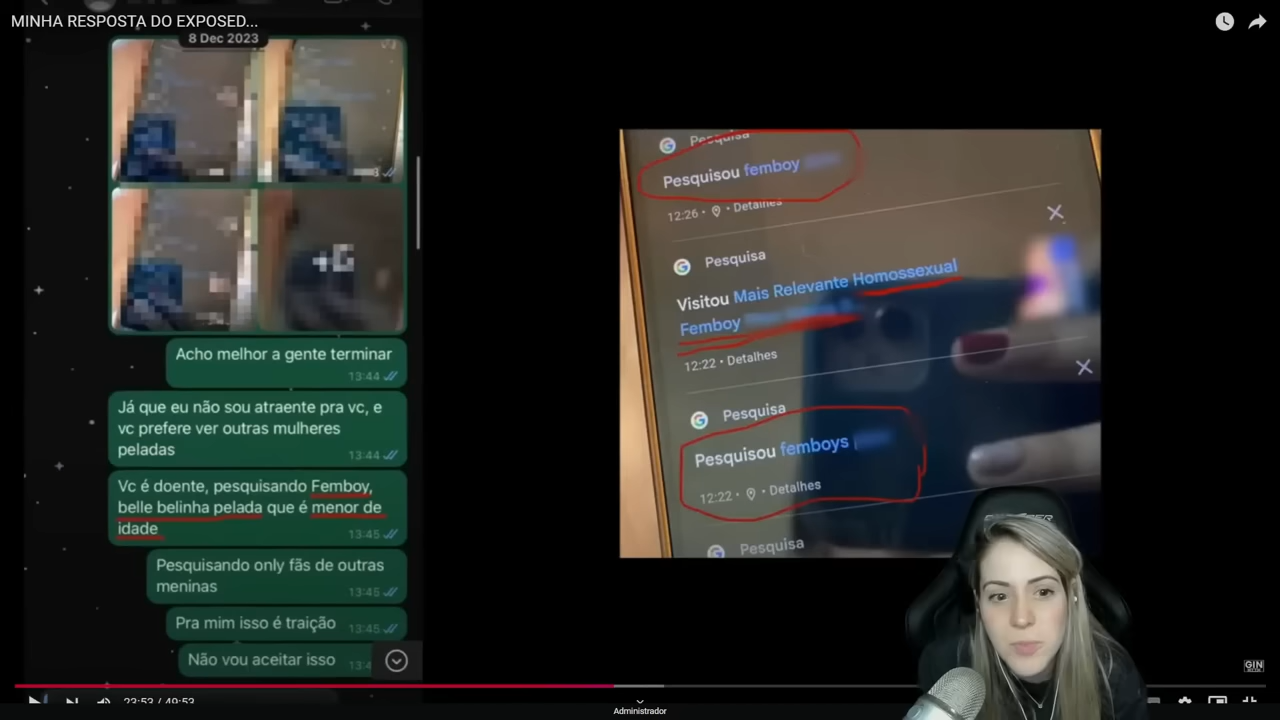 MINHA RESPOSTA DO EXPOSED...
8 Dec 2023
Acho melhor a gente terminar
13:44
Já que eu não sou atraente pra vc, e
vc prefere ver outras mulheres
peladas
13:44
Vc é doente, pesquisando Femboy,
belle belinha pelada que é menor de
idade
13:45
Pesquisando only fãs de outras
meninas
13:45
Pra mim isso é traição
13:45
Não vou aceitar isso
Pesquisa
Pesquisou femboy
12:26 • Detalhes
Pesquisa
Visitou Mais Relevante Homossexual
Femboy
12:22 • Detalhes
Pesquisa
Pesquisou femboys
12:22 • Detalhes
Pesquisa
GIN
23:53 / 49:53
Administrador